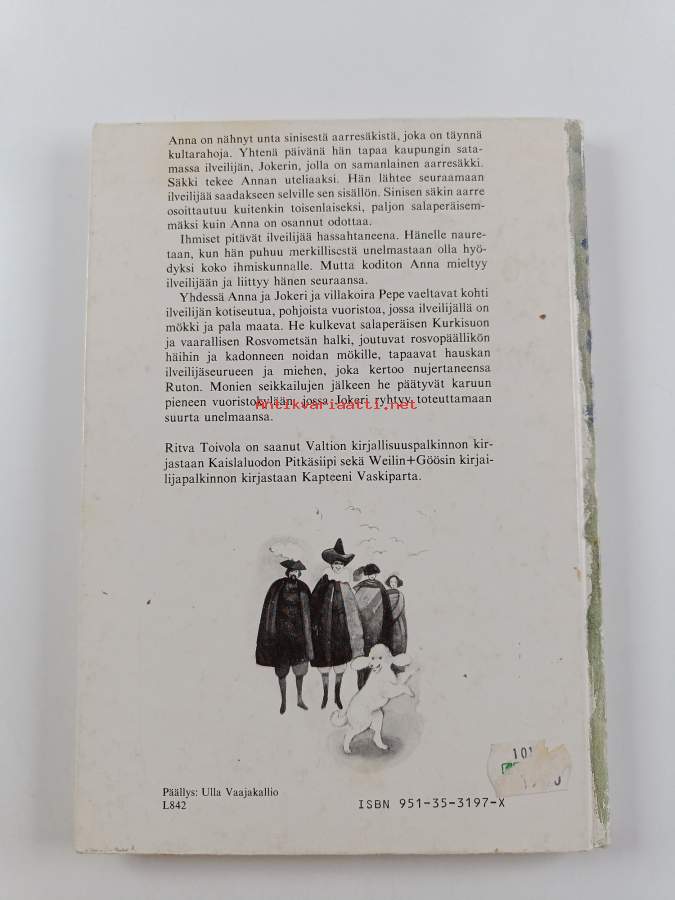 Anna on nähnyt unta sinisestä aarresäkistä, joka on täynnä
kultarahoja. Yhtenä päivänä hän tapaa kaupungin sata-
massa ilveilijän, Jokerin, jolla on samanlainen aarresäkki.
Säkki tekee Annan uteliaaksi. Hän lähtee seuraamaan
ilveilijää saadakseen selville sen sisällön. Sinisen säkin aarre
osoittautuu kuitenkin toisenlaiseksi, paljon salaperäisem-
mäksi kuin Anna on osannut odottaa.
Ihmiset pitävät ilveilijää hassahtaneena. Hänelle naure-
taan, kun hän puhuu merkillisestä unelmastaan olla hyö-
dyksi koko ihmiskunnalle. Mutta koditon Anna mieltyy
ilveilijään ja liittyy hänen seuraansa.
Yhdessä Anna ja Jokeri ja villakoira Pepe vaeltavat kohti
ilveilijän kotiseutua, pohjoista vuoristoa, jossa ilveilijällä on
mökki ja pala maata. He kulkevat salaperäisen Kurkisuon
ja vaarallisen Rosvometsän halki, joutuvat rosvopäällikön
häihin ja kadonneen noidan mökille, tapaavat hauskan
ilveilijäseurueen ja miehen, joka kertoo nujertaneensa
Ruton. Monien seikkailujen jälkeen he päätyvät karuun
pieneen vuoristokylään, jossa Jokeri ryhtyy toteuttamaan
suurta unelmaansa.
Antikvariaatti.net
Ritva Toivola on saanut Valtion kirjallisuuspalkinnon kir-
jastaan Kaislaluodon Pitkäsiipi sekä Weilin+Göösin kirjai-
lijapalkinnon kirjastaan Kapteeni Vaskiparta.
Päällys: Ulla Vaajakallio
L842
ISBN 951-35-3197-X